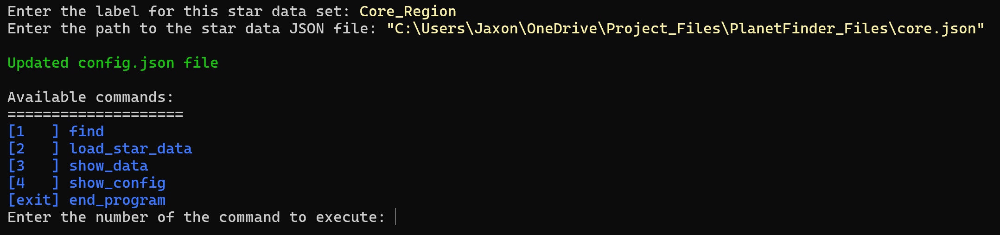 Enter the label for this star data set: Core_Region
Enter the path to the star data JSON file: "C:\Users\Jaxon\OneDrive\Project_Files\PlanetFinder_Files\core.json"
Updated config.json file
Available commands:
====================
[1   ] find
[2   ] load_star_data
[3   ] show_data
[4   ] show_config
[exit] end_program
Enter the number of the command to execute: